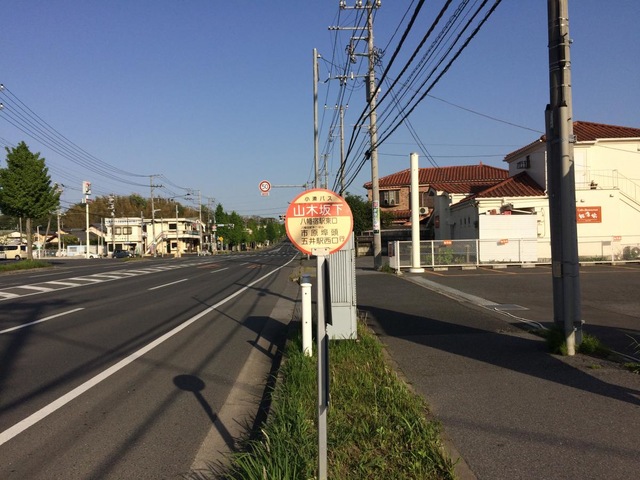 小湊バス
山木坂下
八幡宿駅東口
市原埠頭
五井駅西口行
50